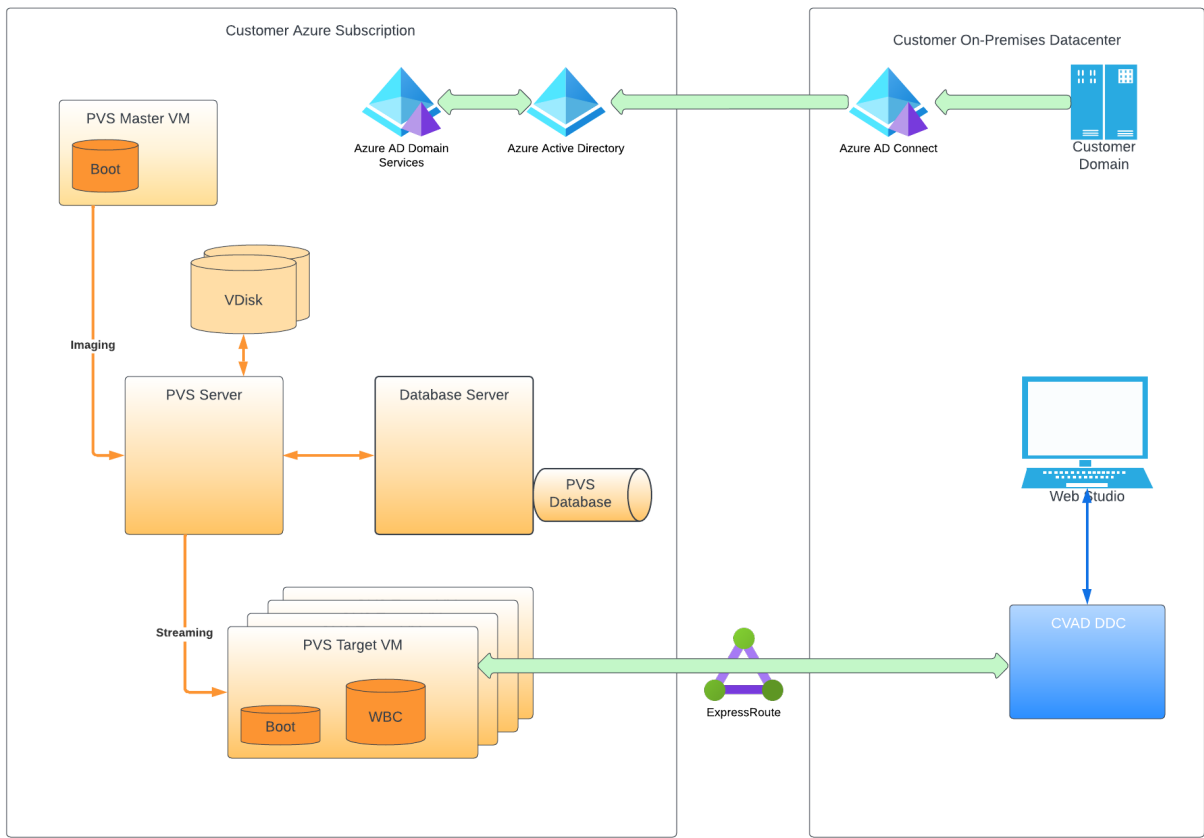 Customer Azure Subscription
Customer On-Premises Datacenter
PVS Master VM
Boot
Azure AD Domain
Services
Azure Active Directory
Azure AD Connect
Customer
Domain
VDisk
Imaging
PVS Server
Database Server
PVS
Database
Web Studio
Streaming
PVS Target VM
Boot
WBC
ExpressRoute
CVAD DDC